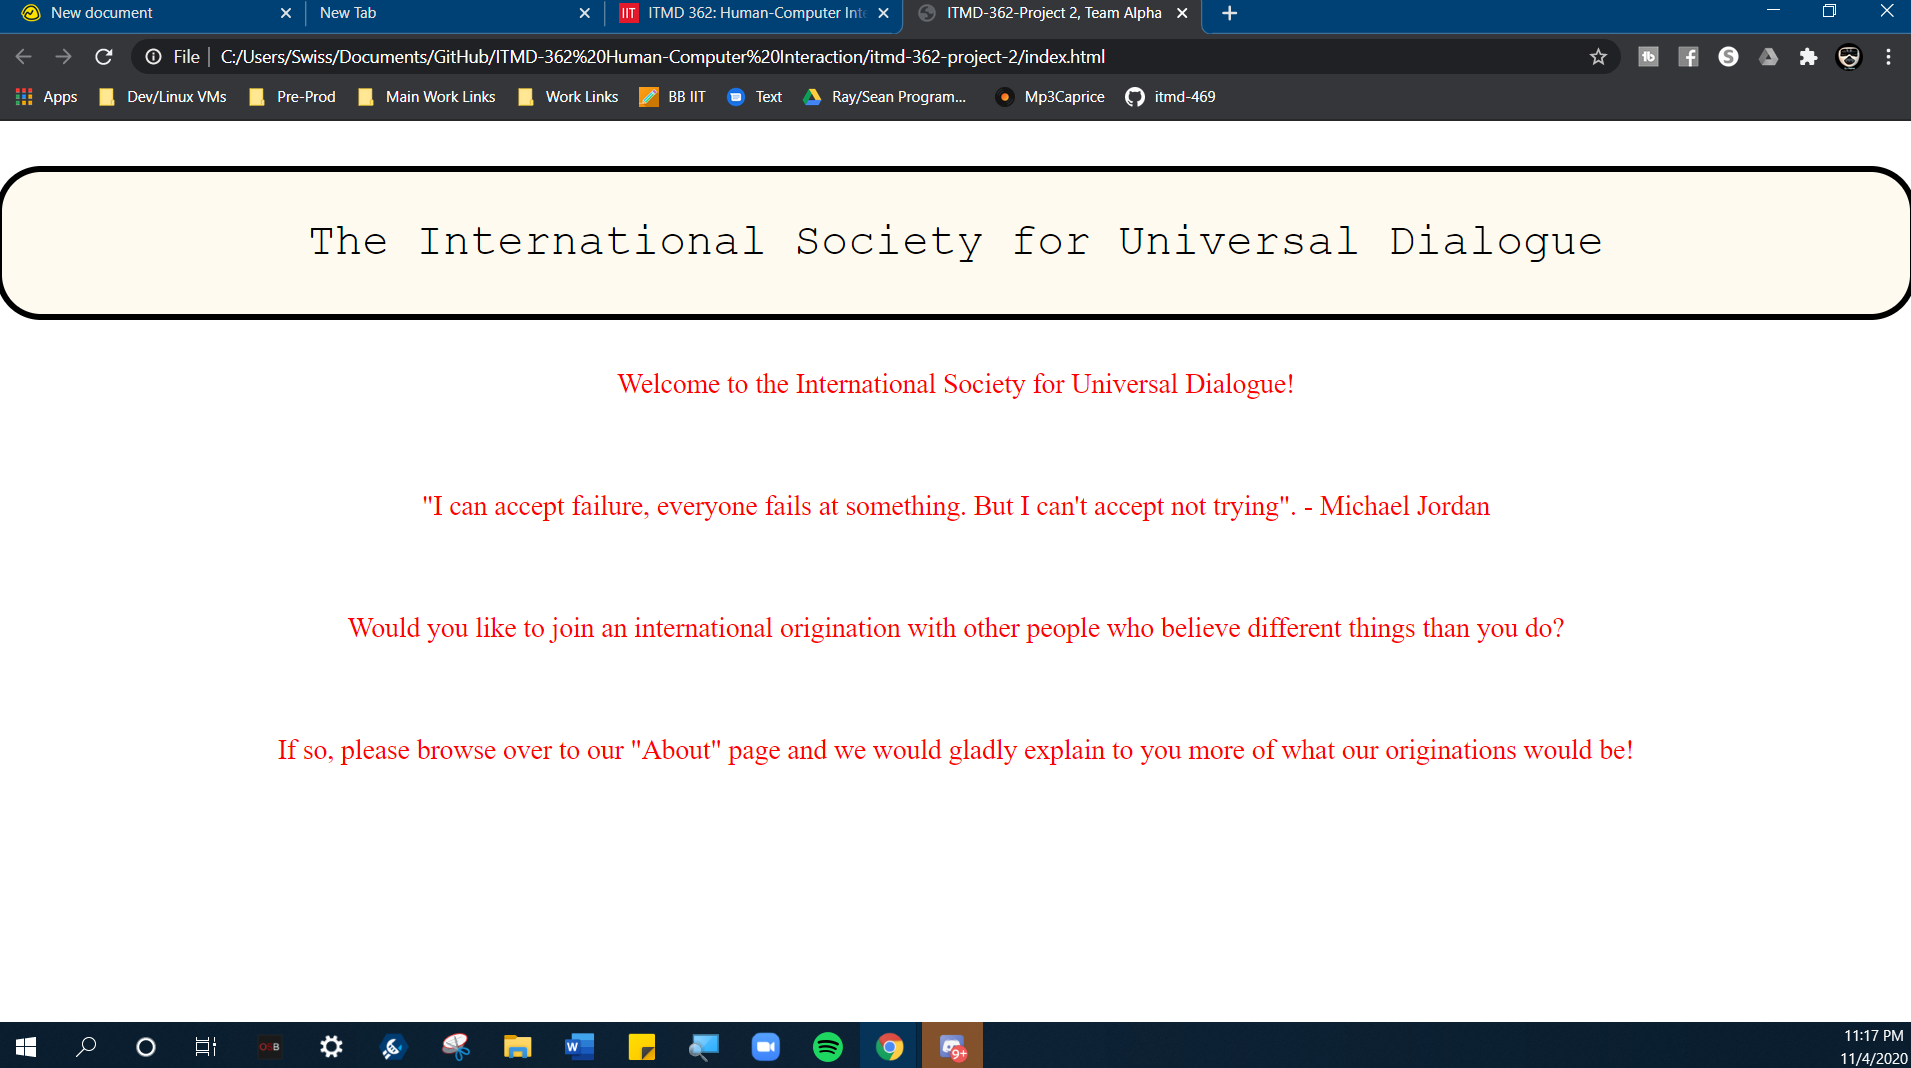 New document
New Tab
IIT ITMD 362: Human-Computer Inte
ITMD-362-Project 2, Team Alpha
File | C:/Users/Swiss/Documents/GitHub/ITMD-362%20Human-Computer%20Interaction/itmd-362-project-2/index.html
Apps Dev/Linux VMs Pre-Prod Main Work Links Work Links BB IIT Text Ray/Sean Program... Mp3Caprice itmd-469
The International Society for Universal Dialogue
Welcome to the International Society for Universal Dialogue!
"I can accept failure, everyone fails at something. But I can't accept not trying". - Michael Jordan
Would you like to join an international origination with other people who believe different things than you do?
If so, please browse over to our "About" page and we would gladly explain to you more of what our originations would be!
OSB
9+
11:17 PM
11/4/2020